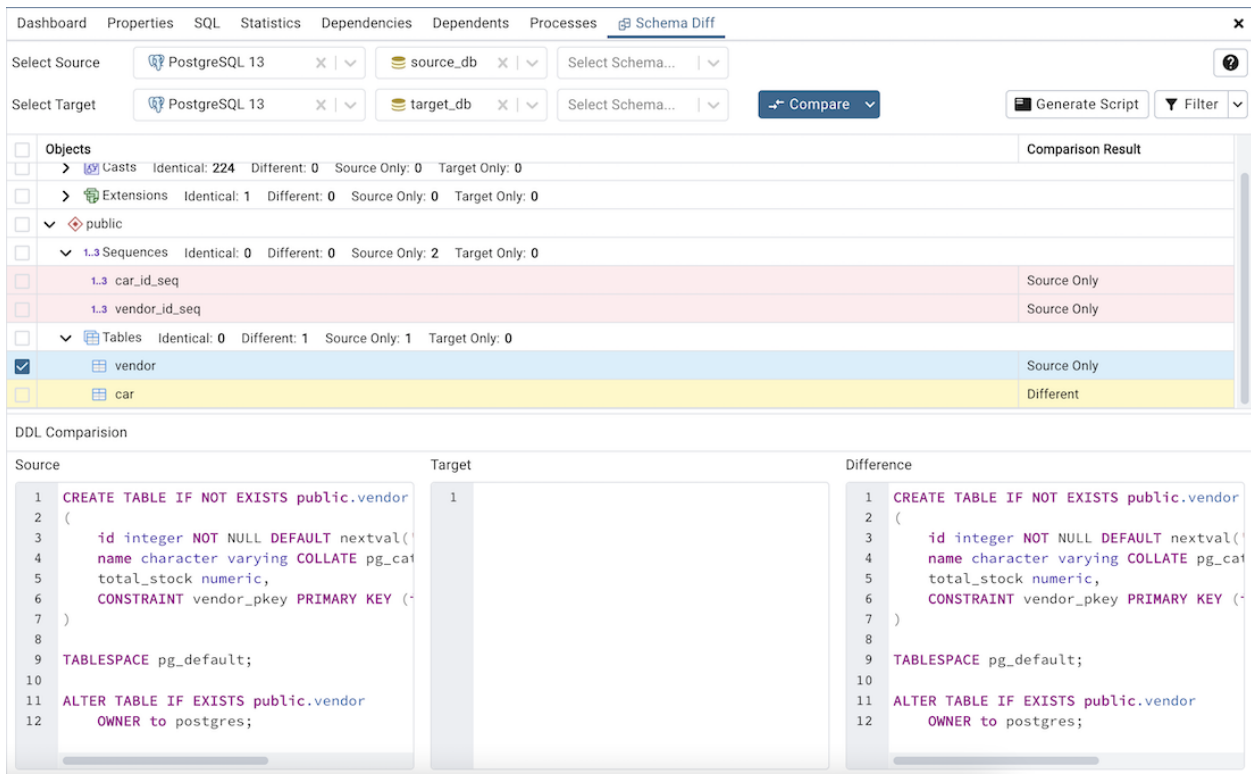 Dashboard Properties SQL Statistics Dependencies Dependents Processes Schema Diff
Select Source PostgreSQL 13 source_db Select Schema...
Select Target PostgreSQL 13 target_db Select Schema... Compare Generate Script Filter
Objects Comparison Result
Casts Identical: 224 Different: 0 Source Only: 0 Target Only: 0
Extensions Identical: 1 Different: 0 Source Only: 0 Target Only: 0
public
1..3 Sequences Identical: 0 Different: 0 Source Only: 2 Target Only: 0
1..3 car_id_seq Source Only
1..3 vendor_id_seq Source Only
Tables Identical: 0 Different: 1 Source Only: 1 Target Only: 0
vendor Source Only
car Different
DDL Comparision
Source
1 CREATE TABLE IF NOT EXISTS public.vendor
2 (
3 id integer NOT NULL DEFAULT nextval('
4 name character varying COLLATE pg_cat
5 total_stock numeric,
6 CONSTRAINT vendor_pkey PRIMARY KEY (
7 )
8
9 TABLESPACE pg_default;
10
11 ALTER TABLE IF EXISTS public.vendor
12 OWNER to postgres;
Target
1
Difference
1 CREATE TABLE IF NOT EXISTS public.vendor
2 (
3 id integer NOT NULL DEFAULT nextval('
4 name character varying COLLATE pg_cat
5 total_stock numeric,
6 CONSTRAINT vendor_pkey PRIMARY KEY (
7 )
8
9 TABLESPACE pg_default;
10
11 ALTER TABLE IF EXISTS public.vendor
12 OWNER to postgres;